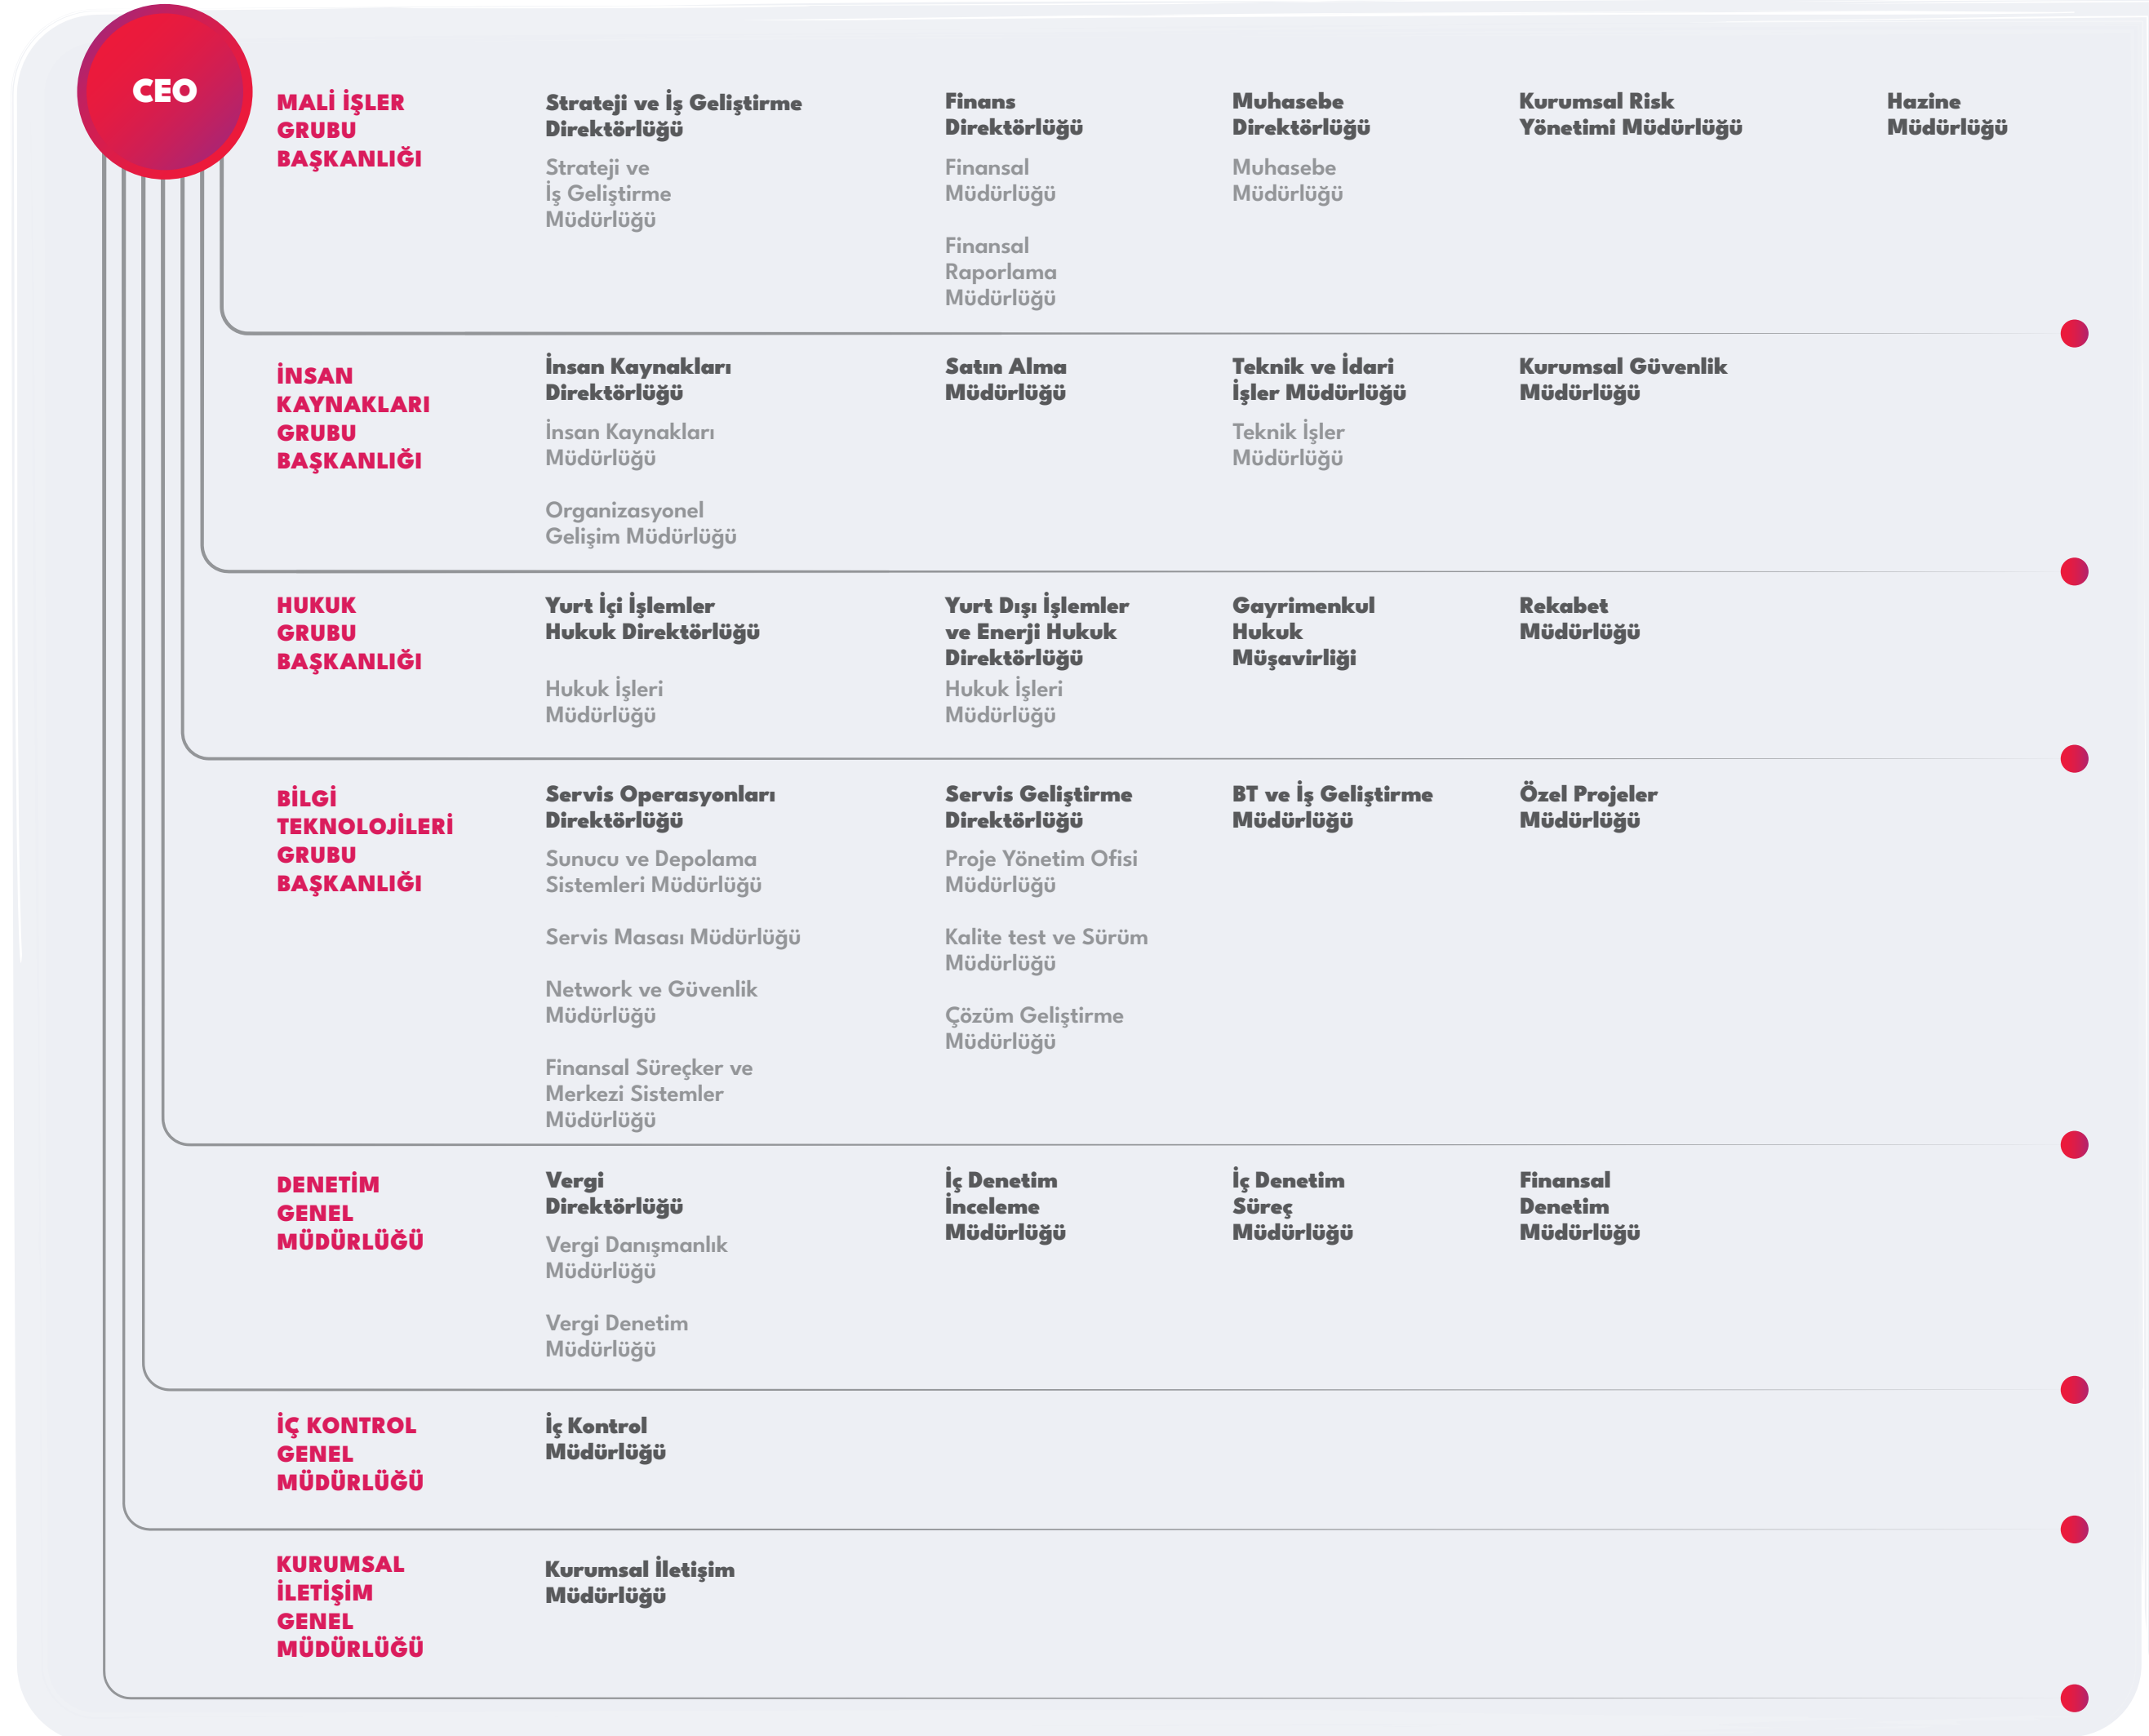 CEO
MALİ İŞLER
GRUBU
BAŞKANLIĞI
Strateji ve İş Geliştirme
Direktörlüğü
Strateji ve
İş Geliştirme
Müdürlüğü
Finans
Direktörlüğü
Finansal
Müdürlüğü
Finansal
Raporlama
Müdürlüğü
Muhasebe
Direktörlüğü
Muhasebe
Müdürlüğü
Kurumsal Risk
Yönetimi Müdürlüğü
Hazine
Müdürlüğü
İNSAN
KAYNAKLARI
GRUBU
BAŞKANLIĞI
İnsan Kaynakları
Direktörlüğü
İnsan Kaynakları
Müdürlüğü
Organizasyonel
Gelişim Müdürlüğü
Satın Alma
Müdürlüğü
Teknik ve İdari
İşler Müdürlüğü
Teknik İşler
Müdürlüğü
Kurumsal Güvenlik
Müdürlüğü
HUKUK
GRUBU
BAŞKANLIĞI
Yurt İçi İşlemler
Hukuk Direktörlüğü
Hukuk İşleri
Müdürlüğü
Yurt Dışı İşlemler
ve Enerji Hukuk
Direktörlüğü
Hukuk İşleri
Müdürlüğü
Gayrimenkul
Hukuk
Müşavirliği
Rekabet
Müdürlüğü
BİLGİ
TEKNOLOJİLERİ
GRUBU
BAŞKANLIĞI
Servis Operasyonları
Direktörlüğü
Sunucu ve Depolama
Sistemleri Müdürlüğü
Servis Masası Müdürlüğü
Network ve Güvenlik
Müdürlüğü
Finansal Süreçker ve
Merkezi Sistemler
Müdürlüğü
Servis Geliştirme
Direktörlüğü
Proje Yönetim Ofisi
Müdürlüğü
Kalite test ve Sürüm
Müdürlüğü
Çözüm Geliştirme
Müdürlüğü
BT ve İş Geliştirme
Müdürlüğü
Özel Projeler
Müdürlüğü
DENETİM
GENEL
MÜDÜRLÜĞÜ
Vergi
Direktörlüğü
Vergi Danışmanlık
Müdürlüğü
Vergi Denetim
Müdürlüğü
İç Denetim
İnceleme
Müdürlüğü
İç Denetim
Süreç
Müdürlüğü
Finansal
Denetim
Müdürlüğü
İÇ KONTROL
GENEL
MÜDÜRLÜĞÜ
İç Kontrol
Müdürlüğü
KURUMSAL
İLETİŞİM
GENEL
MÜDÜRLÜĞÜ
Kurumsal İletişim
Müdürlüğü